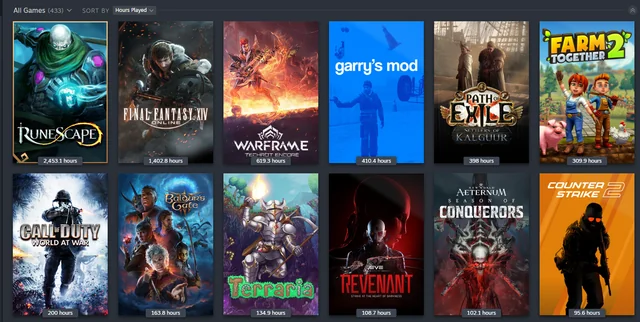 All Games (433)
SORT BY Hours Played
RUNESCAPE
2,453.1 hours
FINAL FANTASY XIV
ONLINE
1,402.8 hours
WARFRAME
TECHROT ENCORE
619.3 hours
garry's mod
410.4 hours
PATH OF
EXILE
SETTLERS OF
KALGUUR
398 hours
FARM
TOGETHER 2
309.9 hours
CALL OF DUTY
WORLD AT WAR
200 hours
Baldur's
Gate
163.8 hours
Terraria
134.9 hours
EVE
REVENANT
108.7 hours
AETERNUM
SEASON OF
CONQUERORS
102.1 hours
COUNTER
STRIKE 2
95.6 hours